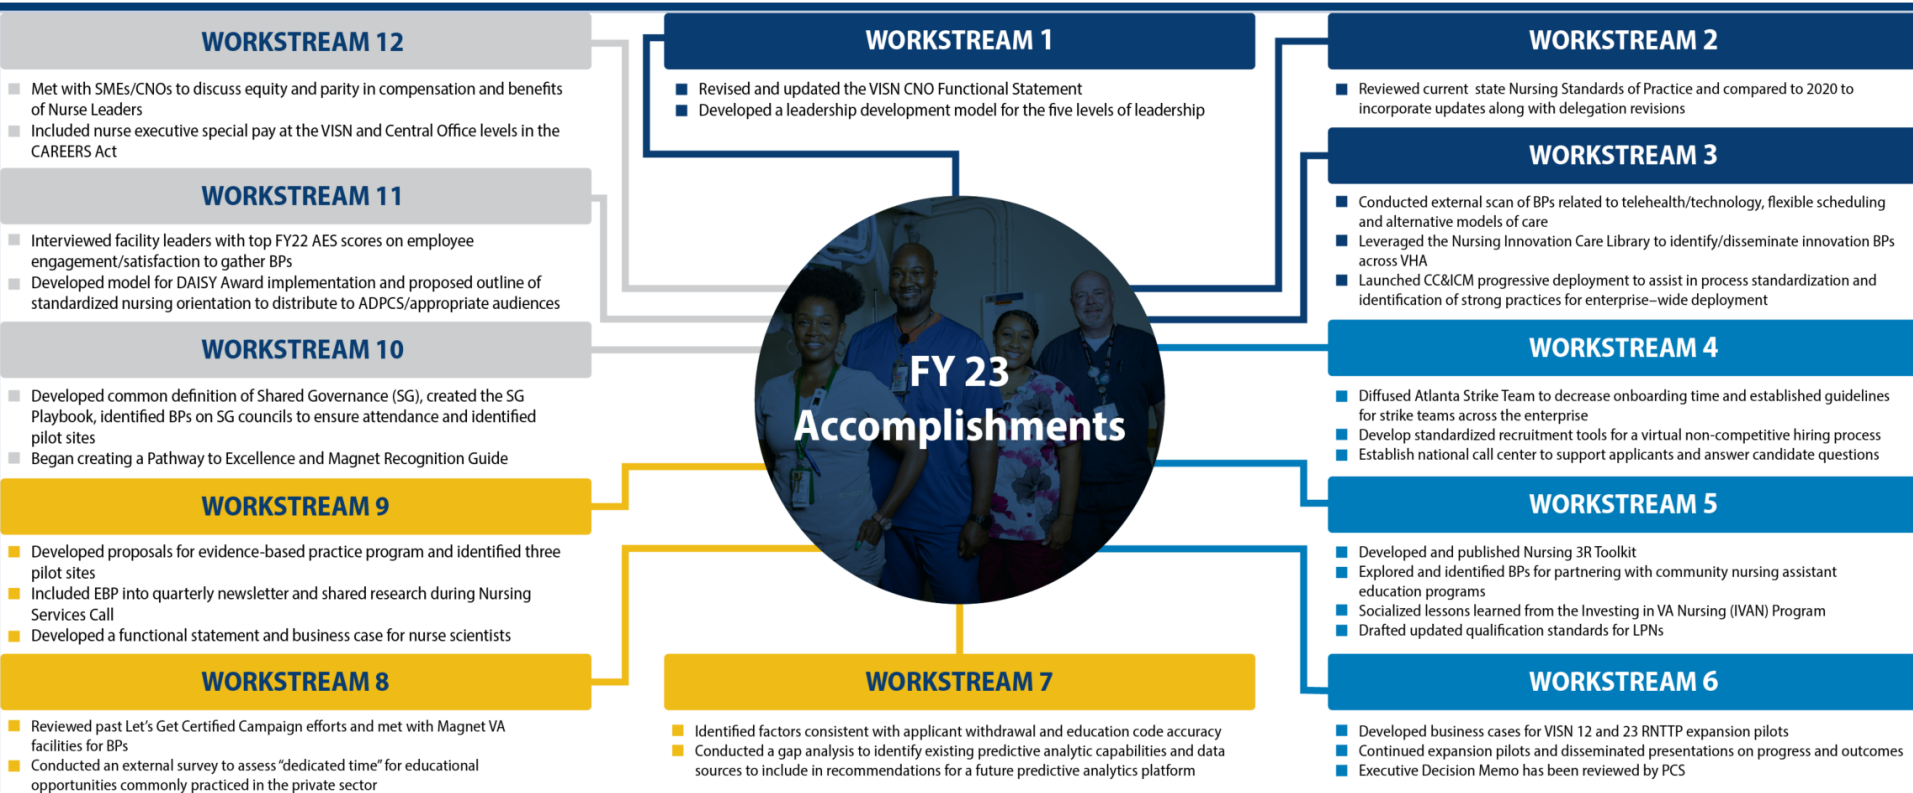 WORKSTREAM 12
Met with SMEs/CNOs to discuss equity and parity in compensation and benefits
of Nurse Leaders
Included nurse executive special pay at the VISN and Central Office levels in the
CAREERS Act
WORKSTREAM 11
Interviewed facility leaders with top FY22 AES scores on employee
engagement/satisfaction to gather BPs
Developed model for DAISY Award implementation and proposed outline of
standardized nursing orientation to distribute to ADPCS/appropriate audiences
WORKSTREAM 10
Developed common definition of Shared Governance (SG), created the SG
Playbook, identified BPs on SG councils to ensure attendance and identified
pilot sites
Began creating a Pathway to Excellence and Magnet Recognition Guide
WORKSTREAM 9
Developed proposals for evidence-based practice program and identified three
pilot sites
Included EBP into quarterly newsletter and shared research during Nursing
Services Call
Developed a functional statement and business case for nurse scientists
WORKSTREAM 8
Reviewed past Let's Get Certified Campaign efforts and met with Magnet VA
facilities for BPs
Conducted an external survey to assess “dedicated time” for educational
opportunities commonly practiced in the private sector
WORKSTREAM 1
Revised and updated the VISN CNO Functional Statement
Developed a leadership development model for the five levels of leadership
FY 23
Accomplishments
WORKSTREAM 7
Identified factors consistent with applicant withdrawal and education code accuracy
Conducted a gap analysis to identify existing predictive analytic capabilities and data
sources to include in recommendations for a future predictive analytics platform
WORKSTREAM 2
Reviewed current state Nursing Standards of Practice and compared to 2020 to
incorporate updates along with delegation revisions
WORKSTREAM 3
Conducted external scan of BPs related to telehealth/technology, flexible scheduling
and alternative models of care
Leveraged the Nursing Innovation Care Library to identify/disseminate innovation BPs
across VHA
Launched CC&ICM progressive deployment to assist in process standardization and
identification of strong practices for enterprise–wide deployment
WORKSTREAM 4
Diffused Atlanta Strike Team to decrease onboarding time and established guidelines
for strike teams across the enterprise
Develop standardized recruitment tools for a virtual non-competitive hiring process
Establish national call center to support applicants and answer candidate questions
WORKSTREAM 5
Developed and published Nursing 3R Toolkit
Explored and identified BPs for partnering with community nursing assistant
education programs
Socialized lessons learned from the Investing in VA Nursing (IVAN) Program
Drafted updated qualification standards for LPNs
WORKSTREAM 6
Developed business cases for VISN 12 and 23 RNTTP expansion pilots
Continued expansion pilots and disseminated presentations on progress and outcomes
Executive Decision Memo has been reviewed by PCS